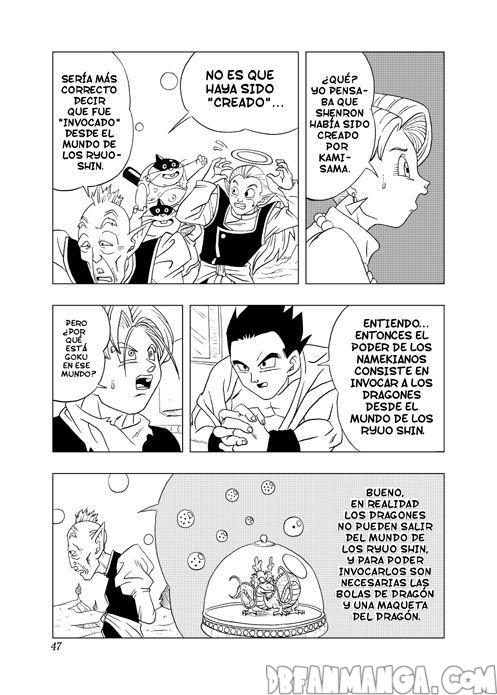 ¿QUÉ?
YO PENSA-
BA QUE
SHENRON
HABÍA SIDO
CREADO
POR
KAMI-
SAMA.
NO ES QUE
HAYA SIDO
"CREADO"...
SERÍA MÁS
CORRECTO
DECIR
QUE FUE
"INVOCADO"
DESDE EL
MUNDO DE
LOS RYUO-
SHIN.
ENTIENDO...
ENTONCES EL
PODER DE LOS
NAMEKIANOS
CONSISTE EN
INVOCAR A LOS
DRAGONES
DESDE EL
MUNDO DE LOS
RYUO SHIN.
PERO
¿POR
QUÉ
ESTÁ
GOKU
EN ESE
MUNDO?
BUENO,
EN REALIDAD
LOS DRAGONES
NO PUEDEN SALIR
DEL MUNDO DE
LOS RYUO SHIN,
Y PARA PODER
INVOCARLOS SON
NECESARIAS LAS
BOLAS DE DRAGÓN
Y UNA MAQUETA
DEL DRAGÓN.
47
DBFANMANGA.COM